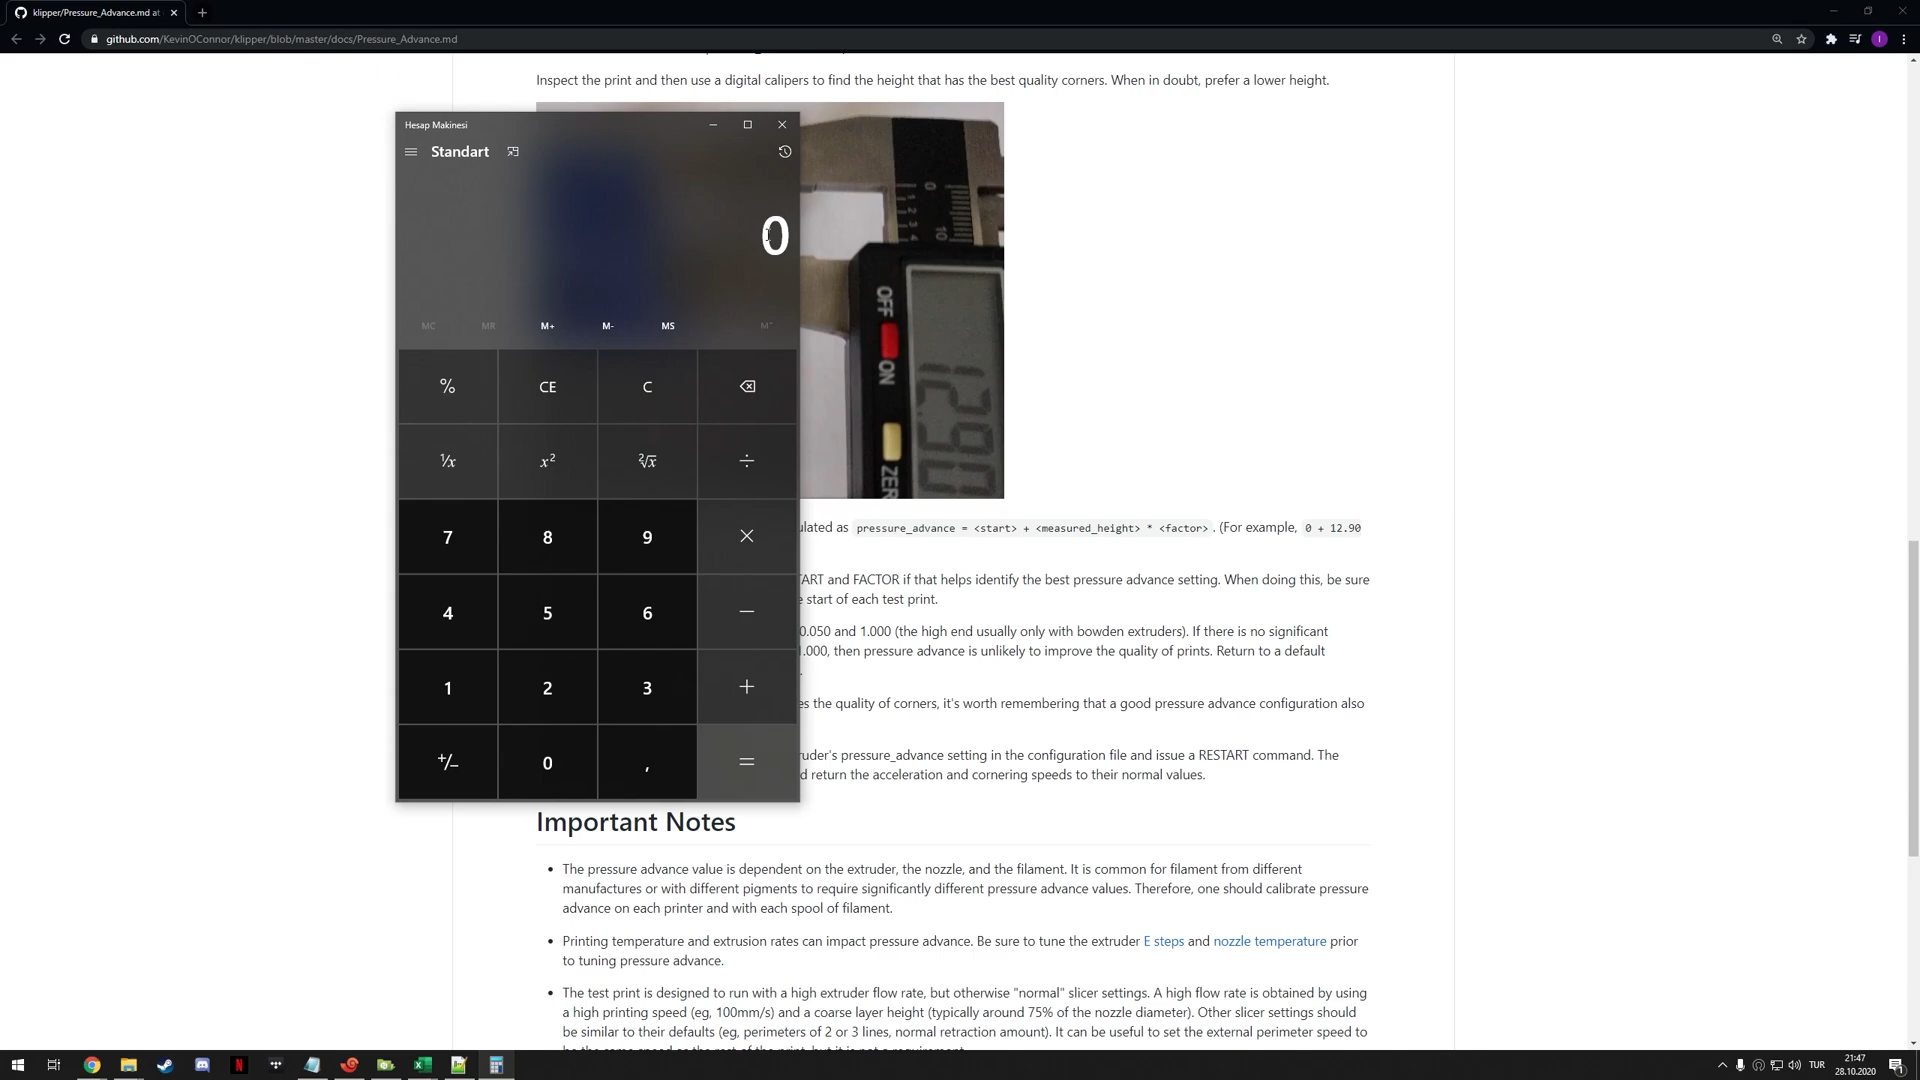 klipper/Pressure_Advance.md at
github.com/KevinOConnor/klipper/blob/master/docs/Pressure_Advance.md
Inspect the print and then use a digital calipers to find the height that has the best quality corners. When in doubt, prefer a lower height.
Hesap Makinesi
Standart
0
MC MR M+ M- MS M˅
% CE C
¹⁄x x² ²√x ÷
7 8 9 ×
4 5 6 −
1 2 3 +
+/− 0 , =
0
1
2
3
4
10
OFF
ON
12.90
ZER
ulated as pressure_advance = <start> + <measured_height> * <factor>. (For example, 0 + 12.90
TART and FACTOR if that helps identify the best pressure advance setting. When doing this, be sure
e start of each test print.
0.050 and 1.000 (the high end usually only with bowden extruders). If there is no significant
1.000, then pressure advance is unlikely to improve the quality of prints. Return to a default
.
es the quality of corners, it's worth remembering that a good pressure advance configuration also
ruder's pressure_advance setting in the configuration file and issue a RESTART command. The
d return the acceleration and cornering speeds to their normal values.
Important Notes
• The pressure advance value is dependent on the extruder, the nozzle, and the filament. It is common for filament from different
manufactures or with different pigments to require significantly different pressure advance values. Therefore, one should calibrate pressure
advance on each printer and with each spool of filament.
• Printing temperature and extrusion rates can impact pressure advance. Be sure to tune the extruder E steps and nozzle temperature prior
to tuning pressure advance.
• The test print is designed to run with a high extruder flow rate, but otherwise "normal" slicer settings. A high flow rate is obtained by using
a high printing speed (eg, 100mm/s) and a coarse layer height (typically around 75% of the nozzle diameter). Other slicer settings should
be similar to their defaults (eg, perimeters of 2 or 3 lines, normal retraction amount). It can be useful to set the external perimeter speed to
TUR
21:47
28.10.2020